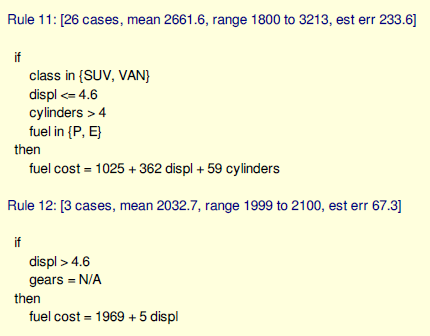 Rule 11: [26 cases, mean 2661.6, range 1800 to 3213, est err 233.6]
if
class in {SUV, VAN}
displ <= 4.6
cylinders > 4
fuel in {P, E}
then
fuel cost = 1025 + 362 displ + 59 cylinders
Rule 12: [3 cases, mean 2032.7, range 1999 to 2100, est err 67.3]
if
displ > 4.6
gears = N/A
then
fuel cost = 1969 + 5 displ